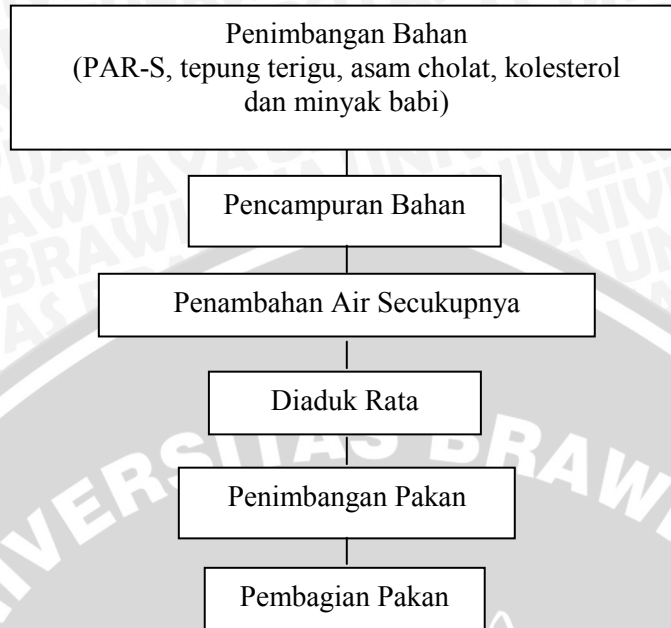 Penimbangan Bahan
(PAR-S, tepung terigu, asam cholat, kolesterol
dan minyak babi)
Pencampuran Bahan
Penambahan Air Secukupnya
Diaduk Rata
Penimbangan Pakan
Pembagian Pakan